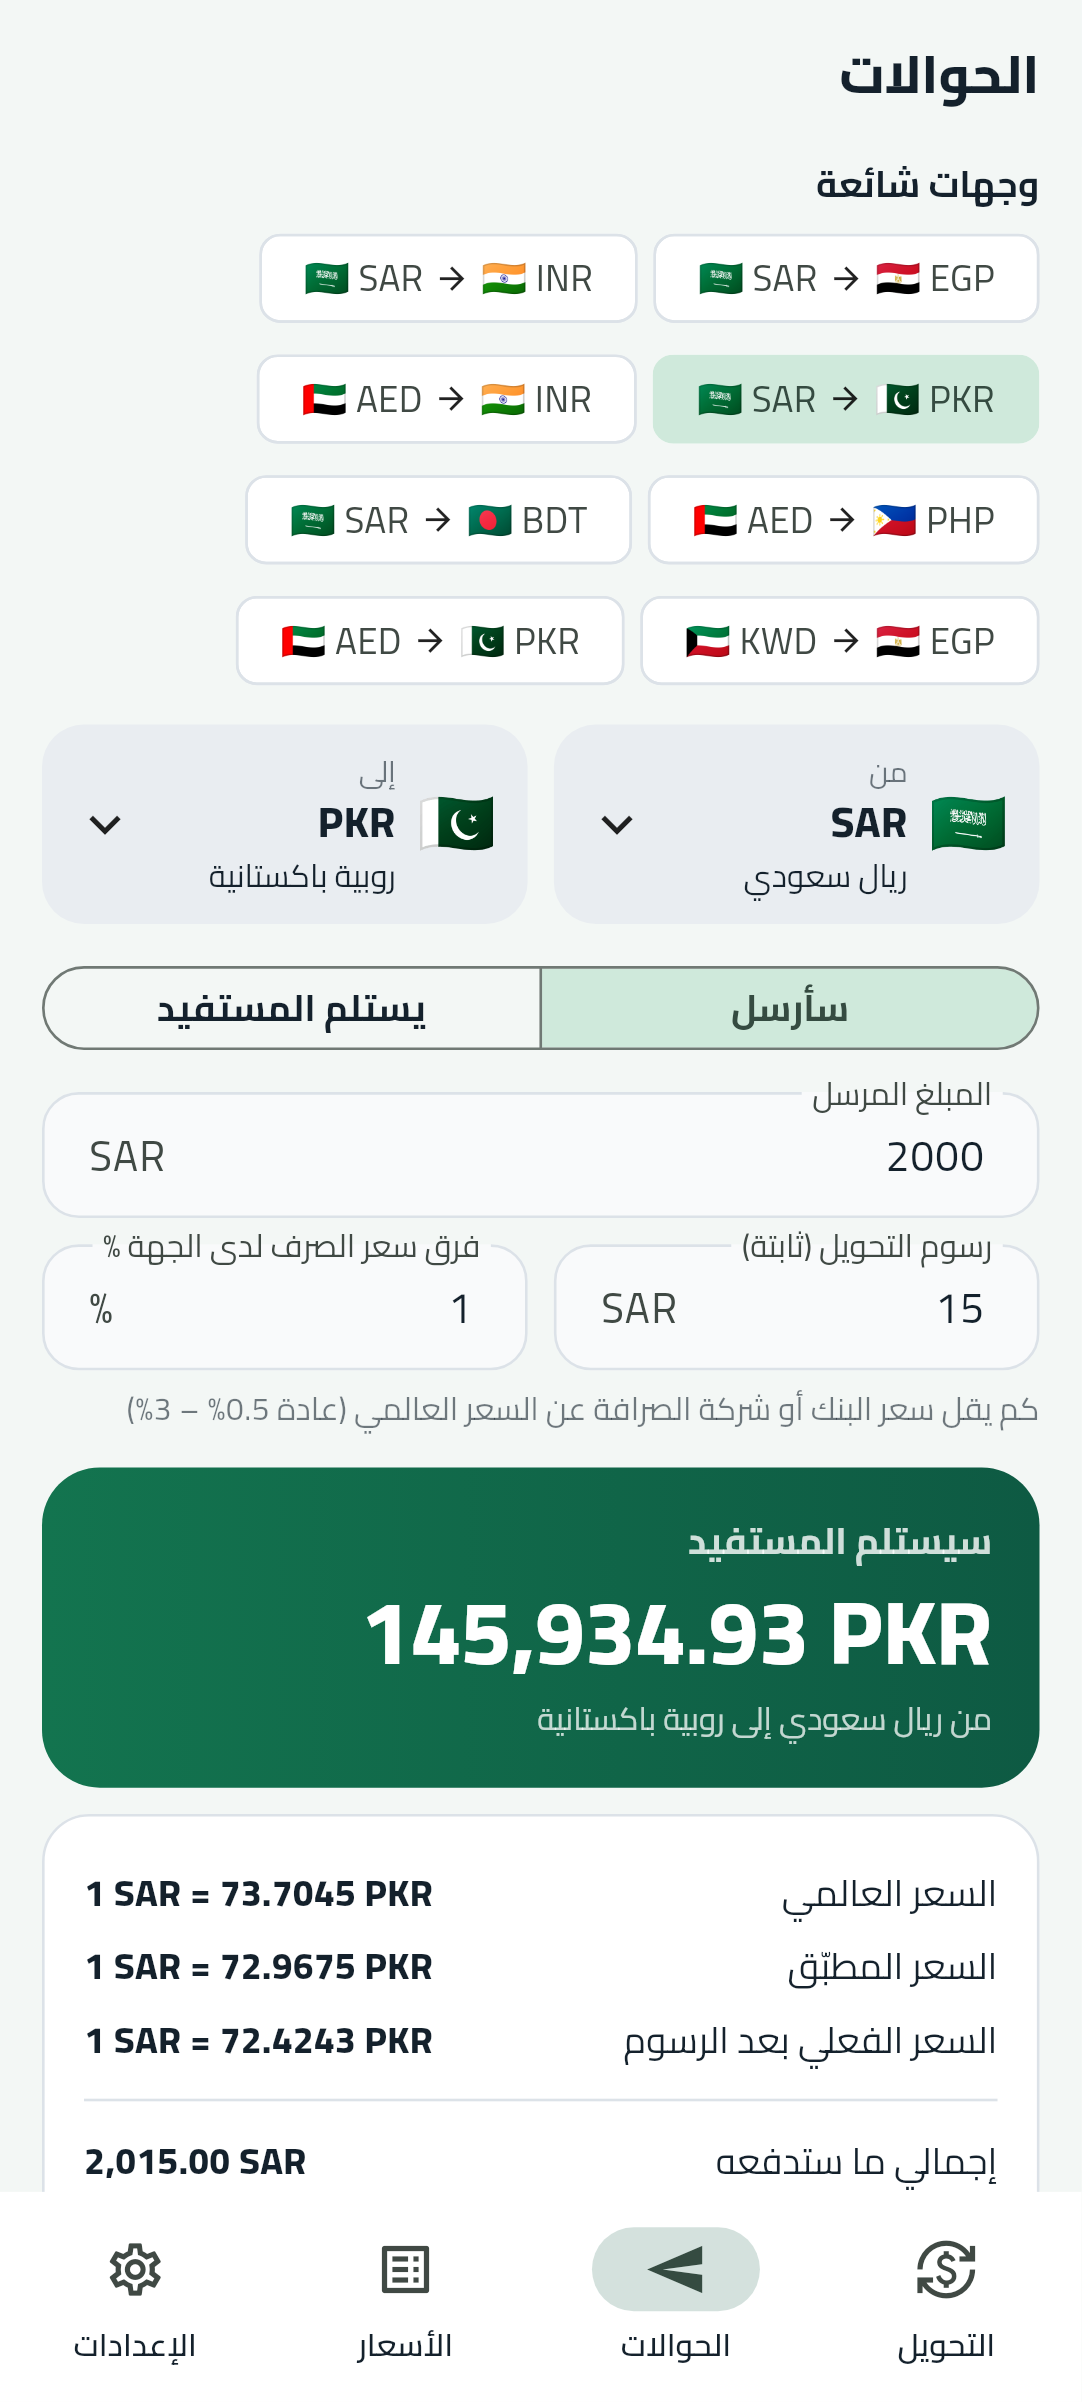 الحوالات
وجهات شائعة
SAR → EGP
SAR → INR
SAR → PKR
AED → INR
AED → PHP
SAR → BDT
KWD → EGP
AED → PKR
من
SAR
ريال سعودي
إلى
PKR
روبية باكستانية
سأرسل
يستلم المستفيد
المبلغ المرسل
2000 SAR
رسوم التحويل (ثابتة)
15 SAR
فرق سعر الصرف لدى الجهة %
1 %
كم يقل سعر البنك أو شركة الصرافة عن السعر العالمي (عادة 0.5% – 3%)
سيستلم المستفيد
145,934.93 PKR
من ريال سعودي إلى روبية باكستانية
السعر العالمي 1 SAR = 73.7045 PKR
السعر المطبّق 1 SAR = 72.9675 PKR
السعر الفعلي بعد الرسوم 1 SAR = 72.4243 PKR
إجمالي ما ستدفعه 2,015.00 SAR
التحويل
الحوالات
الأسعار
الإعدادات